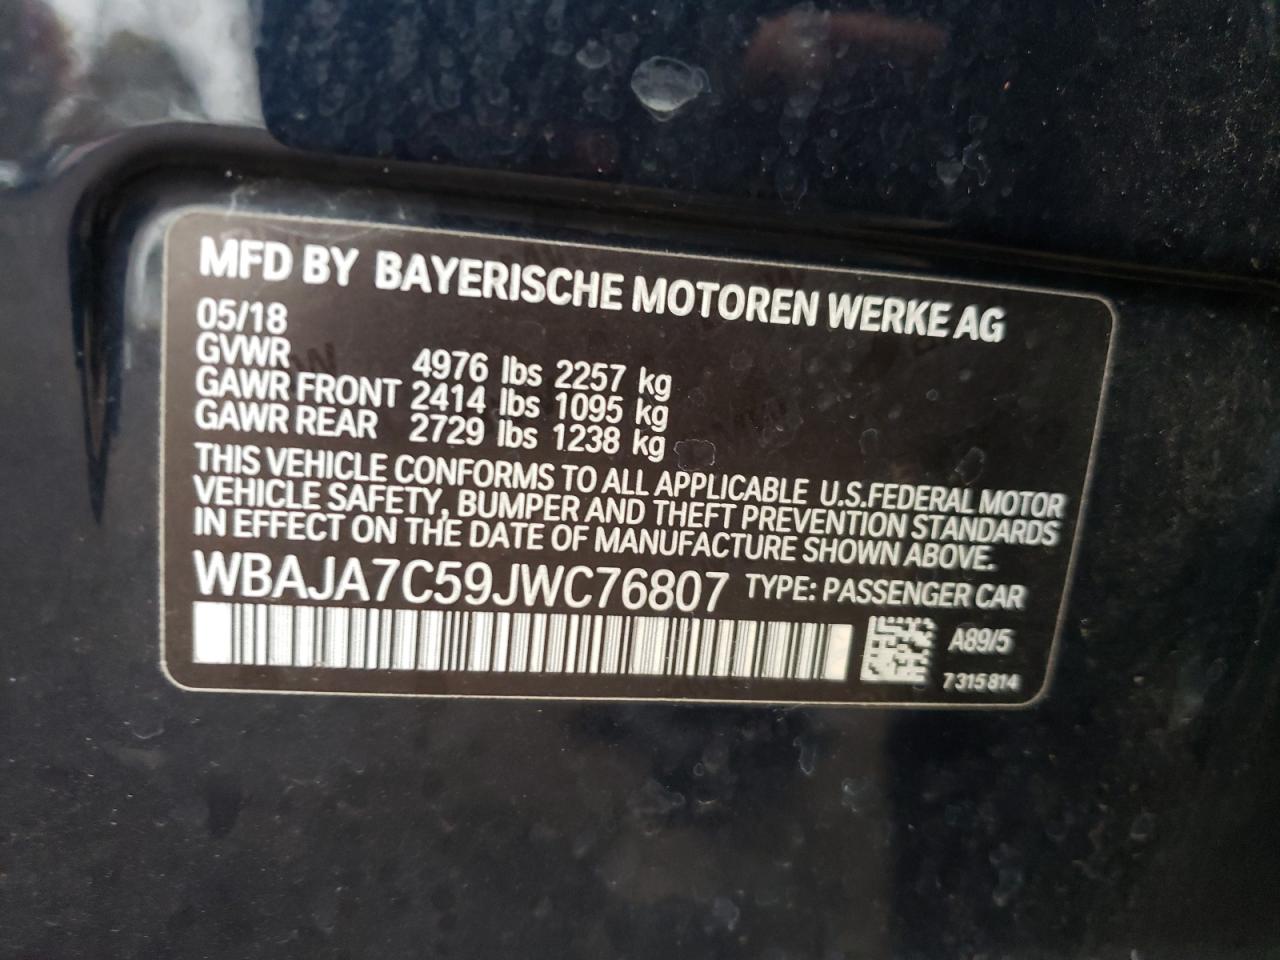 MFD BY BAYERISCHE MOTOREN WERKE AG
05/18
GVWR 4976 lbs 2257 kg
GAWR FRONT 2414 lbs 1095 kg
GAWR REAR 2729 lbs 1238 kg
THIS VEHICLE CONFORMS TO ALL APPLICABLE U.S.FEDERAL MOTOR
VEHICLE SAFETY, BUMPER AND THEFT PREVENTION STANDARDS
IN EFFECT ON THE DATE OF MANUFACTURE SHOWN ABOVE.
WBAJA7C59JWC76807 TYPE: PASSENGER CAR
A89/5
7 315 814